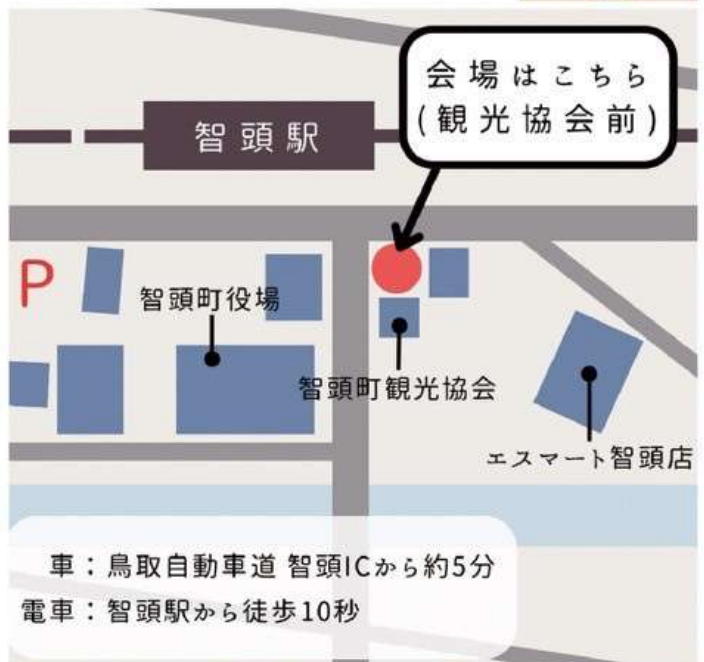 会場はこちら
(観光協会前)
智頭駅
P
智頭町役場
智頭町観光協会
エスマート智頭店
車：鳥取自動車道 智頭ICから約5分
電車：智頭駅から徒歩10秒